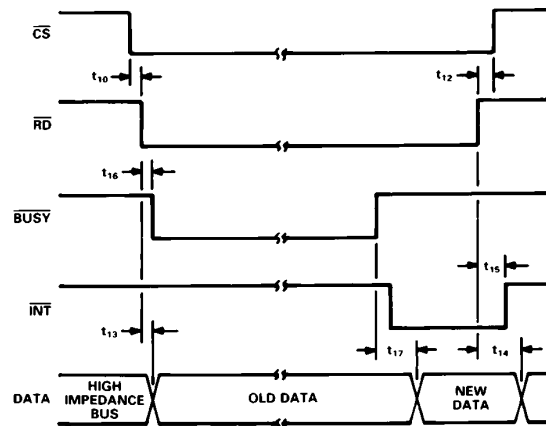 CS
t10
t12
RD
t16
BUSY
t15
INT
t13
t17
t14
DATA
HIGH
IMPEDANCE
BUS
OLD DATA
NEW
DATA